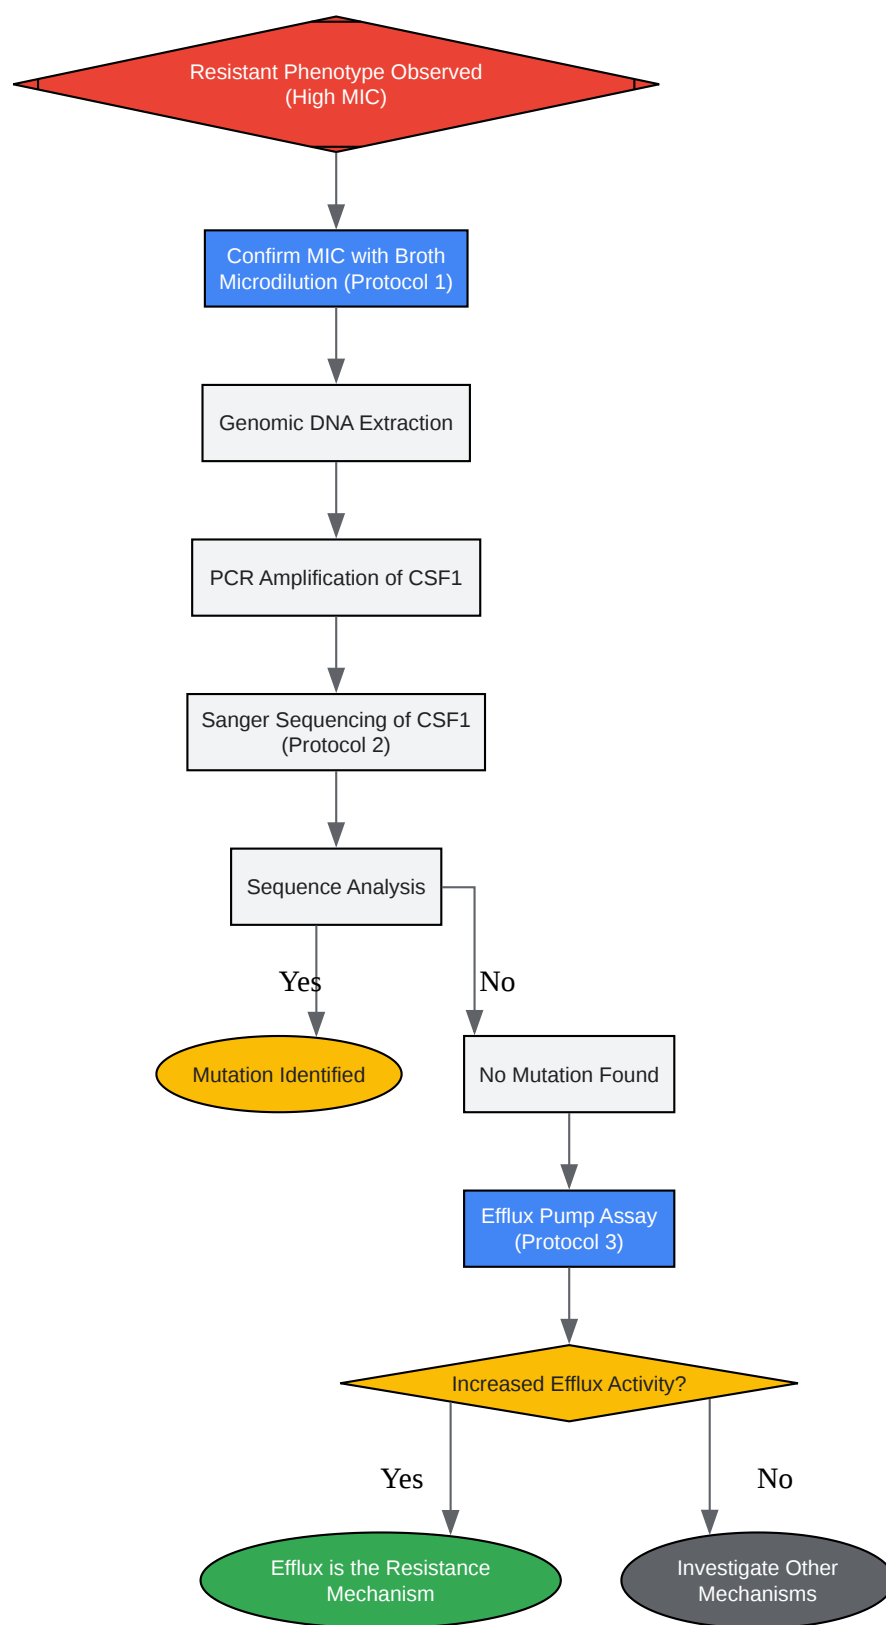 Resistant Phenotype Observed
(High MIC)
Confirm MIC with Broth
Microdilution (Protocol 1)
Genomic DNA Extraction
PCR Amplification of CSF1
Sanger Sequencing of CSF1
(Protocol 2)
Sequence Analysis
Yes
No
Mutation Identified
No Mutation Found
Efflux Pump Assay
(Protocol 3)
Increased Efflux Activity?
Yes
No
Efflux is the Resistance
Mechanism
Investigate Other
Mechanisms